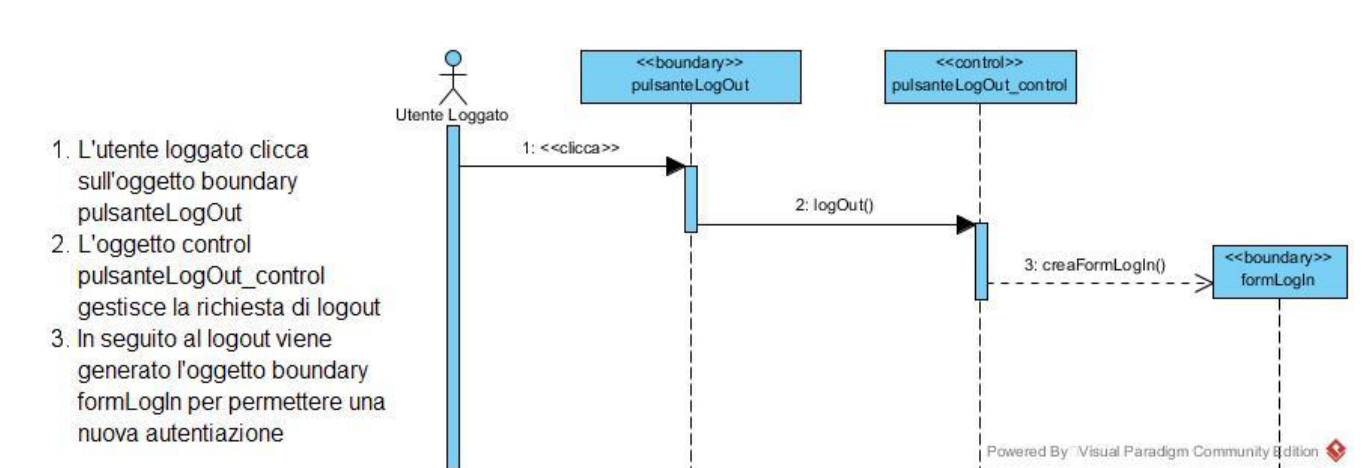 <<boundary>>
pulsanteLogOut
<<control>>
pulsanteLogOut_control
Utente Loggato
1. L'utente loggato clicca
sull'oggetto boundary
pulsanteLogOut
2. L'oggetto control
pulsanteLogOut_control
gestisce la richiesta di logout
3. In seguito al logout viene
generato l'oggetto boundary
formLogIn per permettere una
nuova autentiazione
1: <<clicca>>
2: logOut()
3: creaFormLogIn()
<<boundary>>
formLogIn
Powered By Visual Paradigm Community Edition